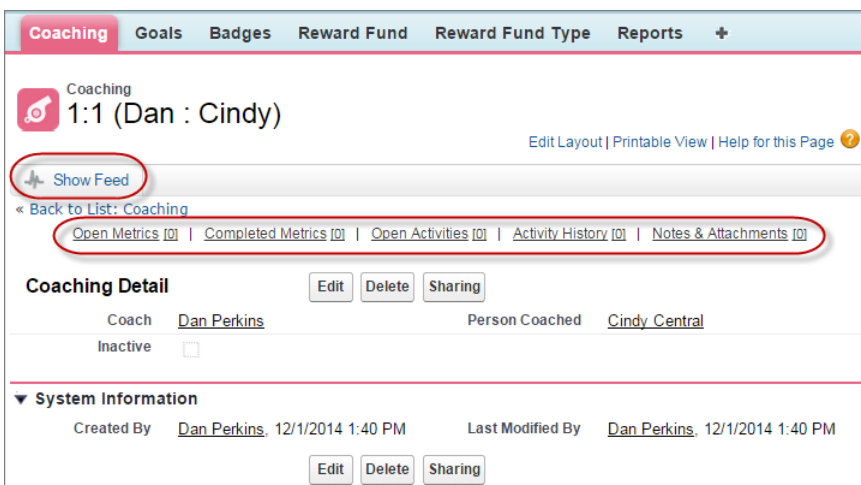 Coaching Goals Badges Reward Fund Reward Fund Type Reports +
Coaching
1:1 (Dan : Cindy)
Edit Layout | Printable View | Help for this Page ?
Show Feed
« Back to List: Coaching
Open Metrics [0] | Completed Metrics [0] | Open Activities [0] | Activity History [0] | Notes & Attachments [0]
Coaching Detail Edit Delete Sharing
Coach Dan Perkins Person Coached Cindy Central
Inactive
System Information
Created By Dan Perkins, 12/1/2014 1:40 PM Last Modified By Dan Perkins, 12/1/2014 1:40 PM
Edit Delete Sharing